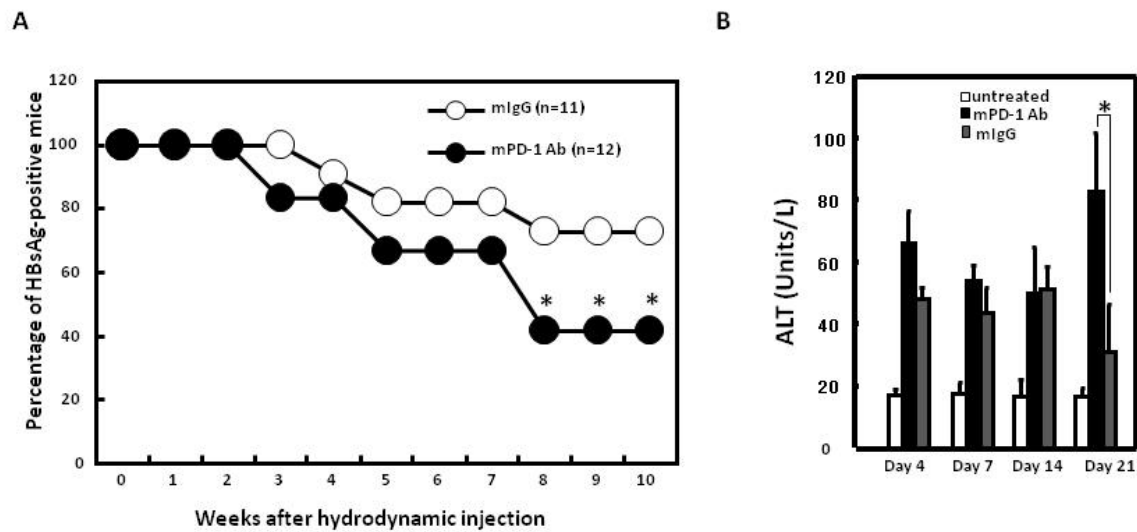 A
Percentage of HBsAg-positive mice
120
100
80
60
40
20
0
mIgG (n=11)
mPD-1 Ab (n=12)
* * *
0 1 2 3 4 5 6 7 8 9 10
Weeks after hydrodynamic injection
B
ALT (Units/L)
120
100
80
60
40
20
0
untreated
mPD-1 Ab
mIgG
*
Day 4 Day 7 Day 14 Day 21